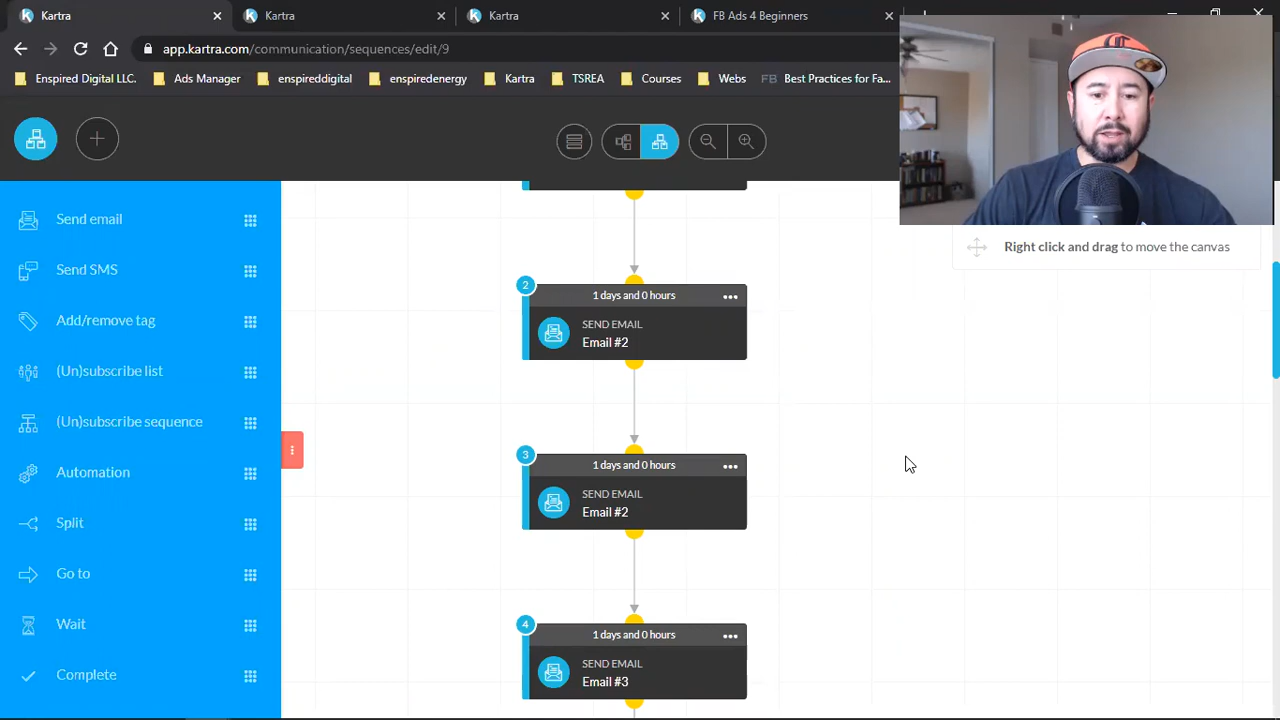 Kartra
Kartra
Kartra
FB Ads 4 Beginners
app.kartra.com/communication/sequences/edit/9
Enspired Digital LLC.
Ads Manager
enspireddigital
enspiredenergy
Kartra
TSREA
Courses
Webs
FB Best Practices for Fa...
Send email
Send SMS
Add/remove tag
(Un)subscribe list
(Un)subscribe sequence
Automation
Split
Go to
Wait
Complete
Right click and drag to move the canvas
2
1 days and 0 hours
SEND EMAIL
Email #2
3
1 days and 0 hours
SEND EMAIL
Email #2
4
1 days and 0 hours
SEND EMAIL
Email #3